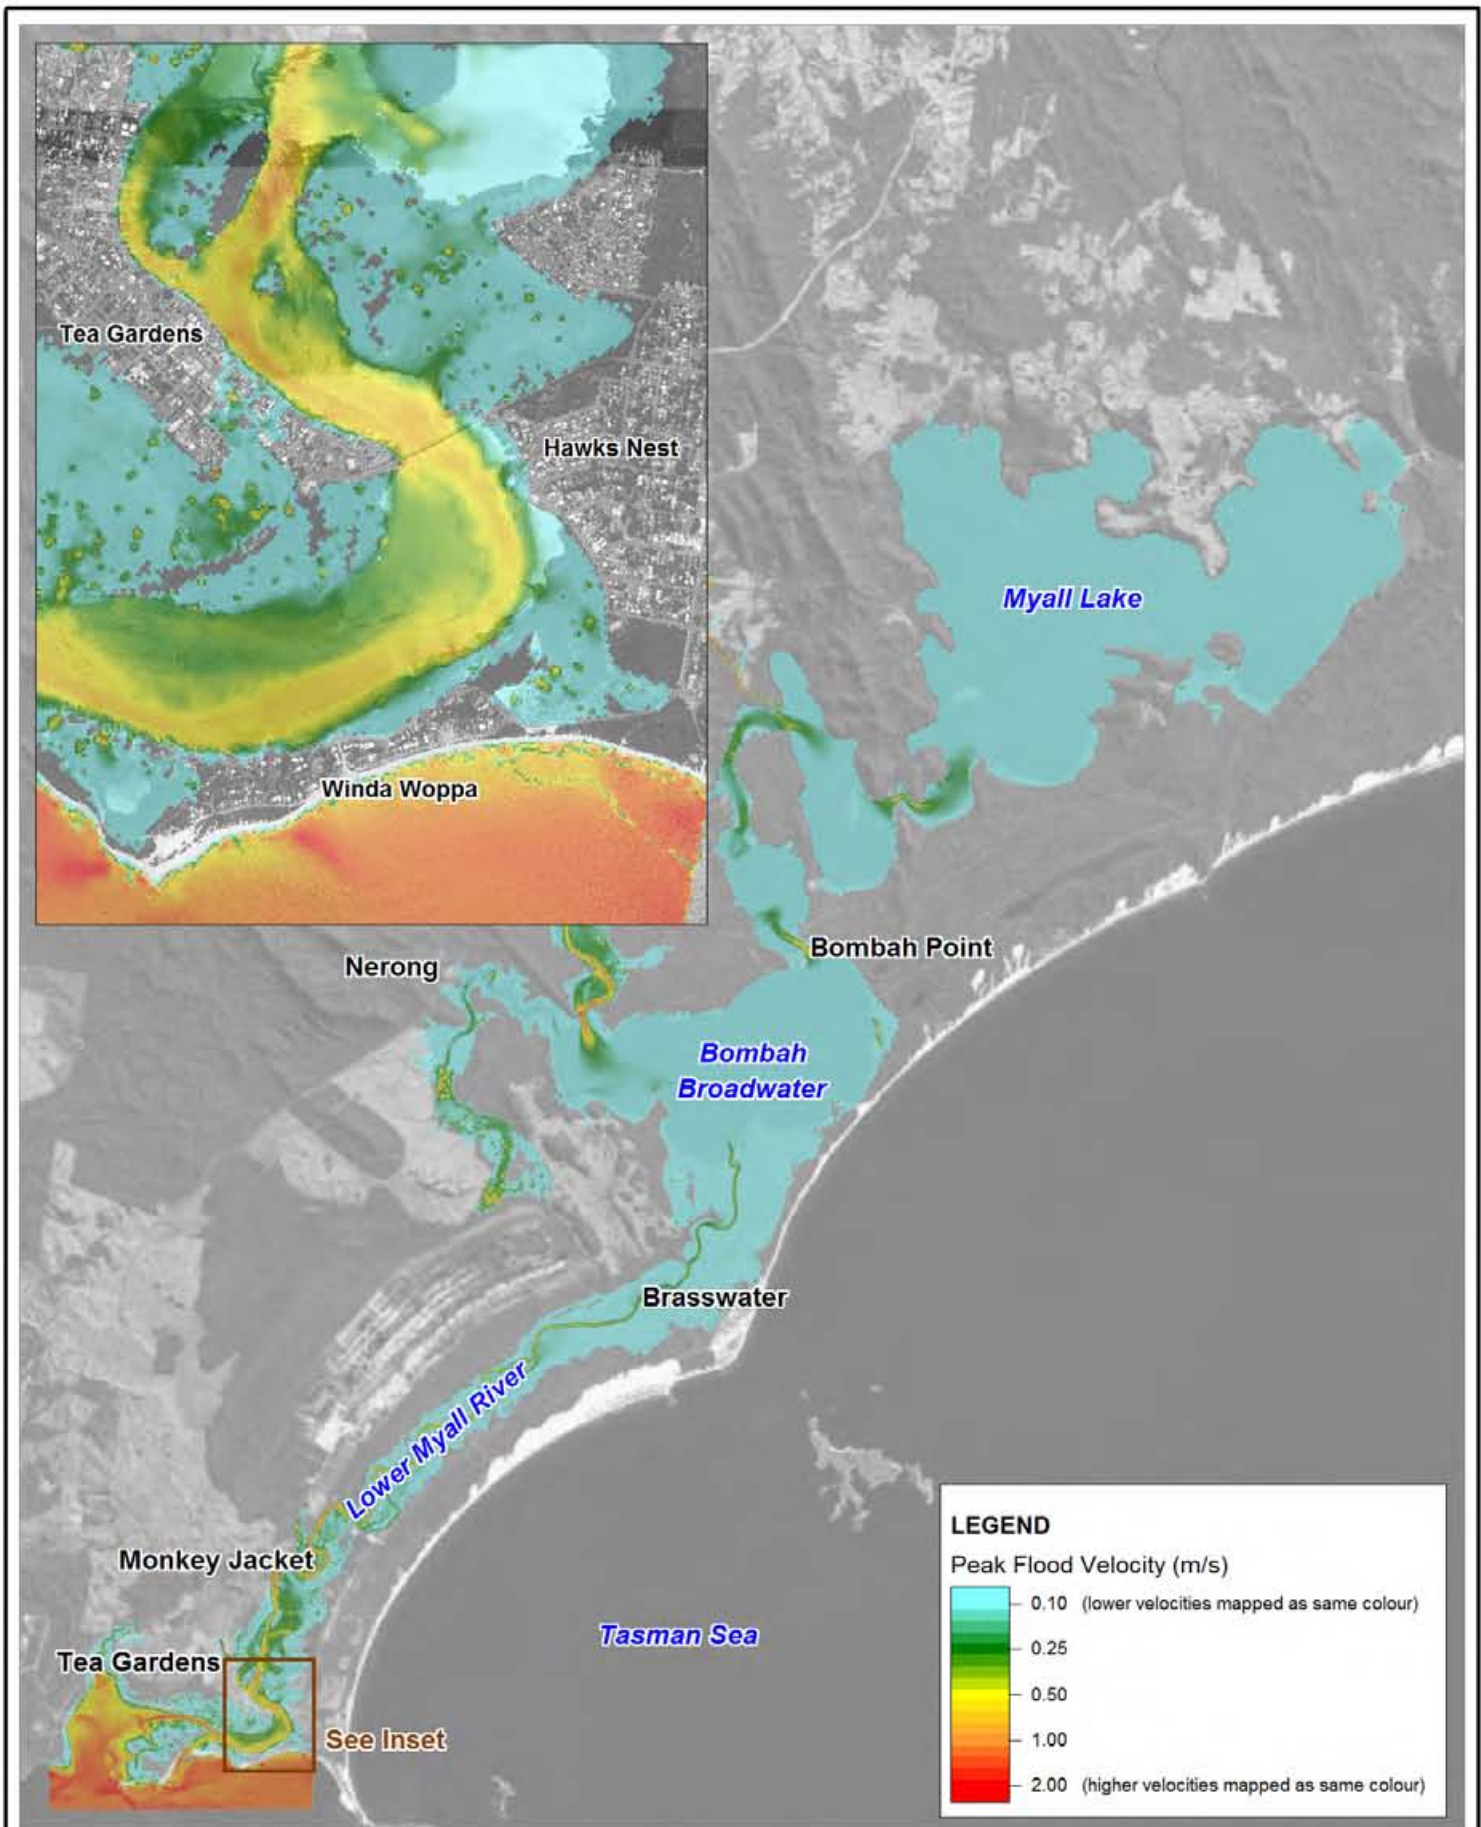 Tea Gardens
Hawks Nest
Winda Woppa
Myall Lake
Nerong
Bombah Point
Bombah
Broadwater
Brasswater
Lower Myall River
Monkey Jacket
Tea Gardens
See Inset
Tasman Sea
LEGEND
Peak Flood Velocity (m/s)
0.10 (lower velocities mapped as same colour)
0.25
0.50
1.00
2.00 (higher velocities mapped as same colour)